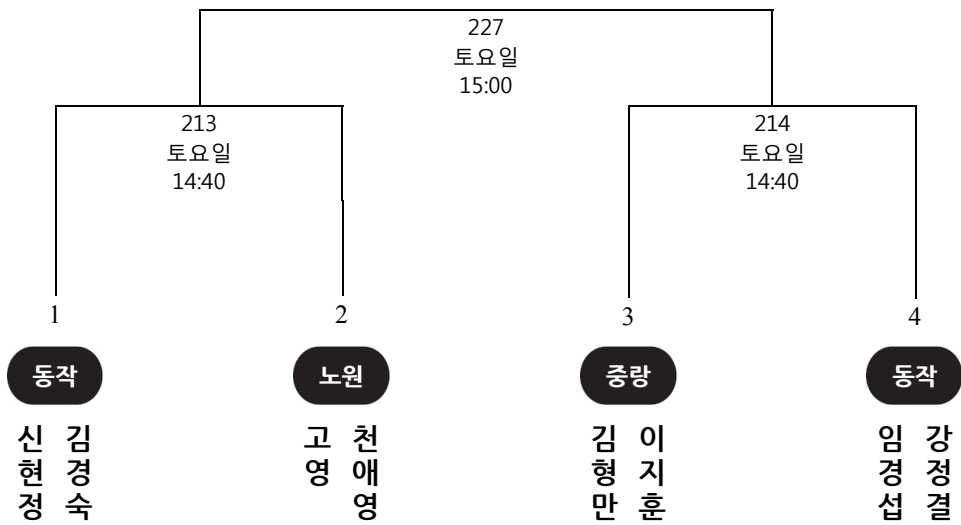 227
토요일
15:00
213
토요일
14:40
214
토요일
14:40
1
2
3
4
동작
노원
중랑
동작
신현정
김경숙
고영
천애영
김형만
이지훈
임경섭
강정결